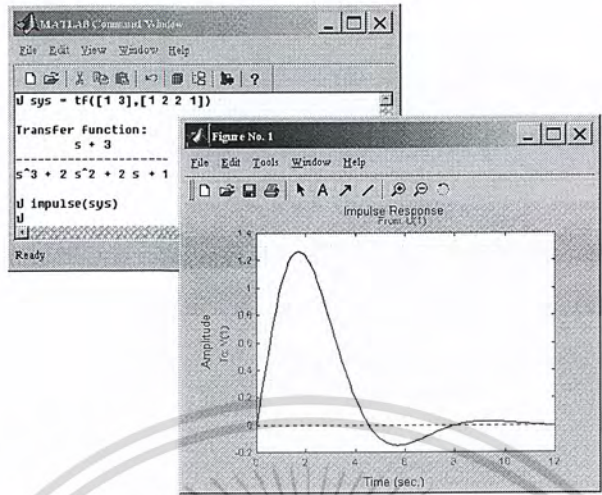 MATLAB Command Window
File Edit View Window Help
?
sys = tf([1 3],[1 2 2 1])
Transfer function:
s + 3
---------------------
s^3 + 2 s^2 + 2 s + 1
impulse(sys)
Ready
Figure No. 1
File Edit Tools Window Help
A
Impulse Response
From: U(1)
Amplitude
To: Y(1)
1.4
1.2
1
0.8
0.6
0.4
0.2
0
-0.2
0 2 4 6 8 10 12
Time (sec.)